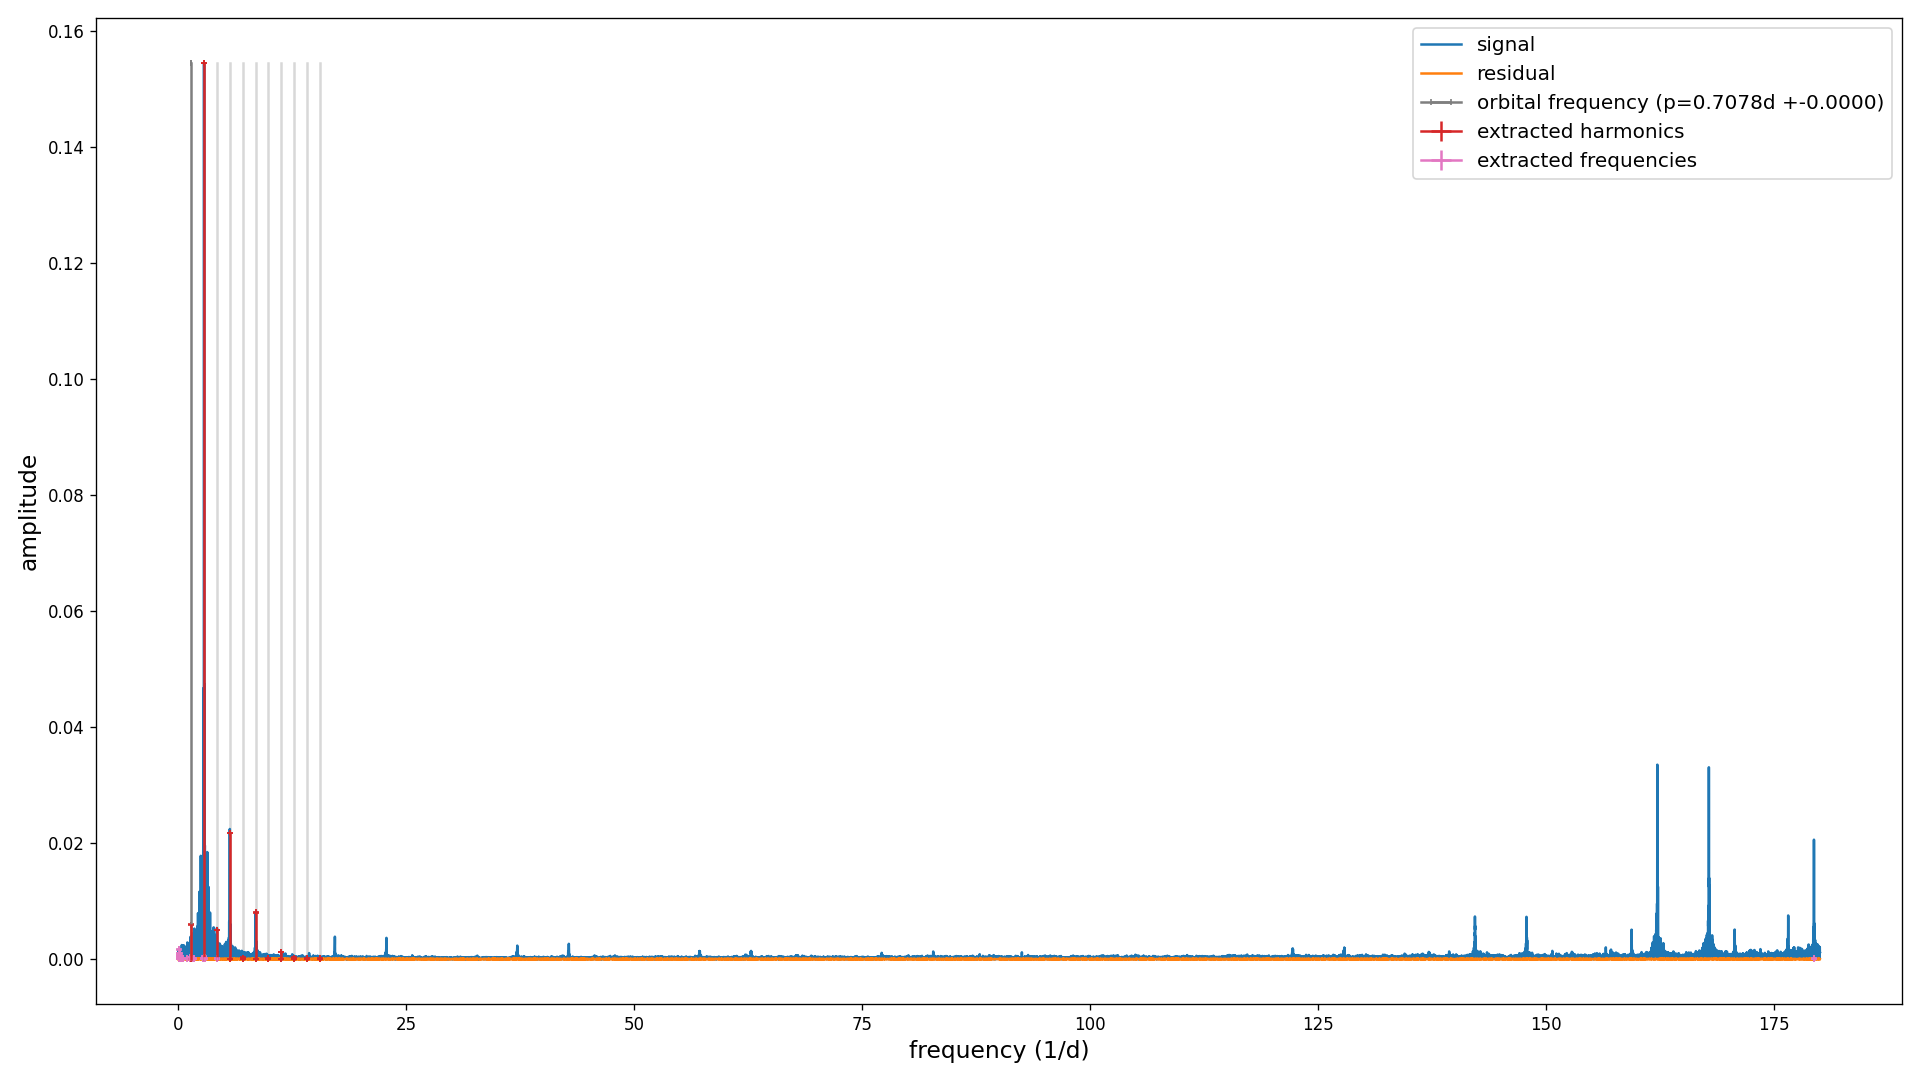 0.16
0.14
0.12
0.10
0.08
0.06
0.04
0.02
0.00
amplitude
0 25 50 75 100 125 150 175
frequency (1/d)
signal
residual
orbital frequency (p=0.7078d +-0.0000)
extracted harmonics
extracted frequencies